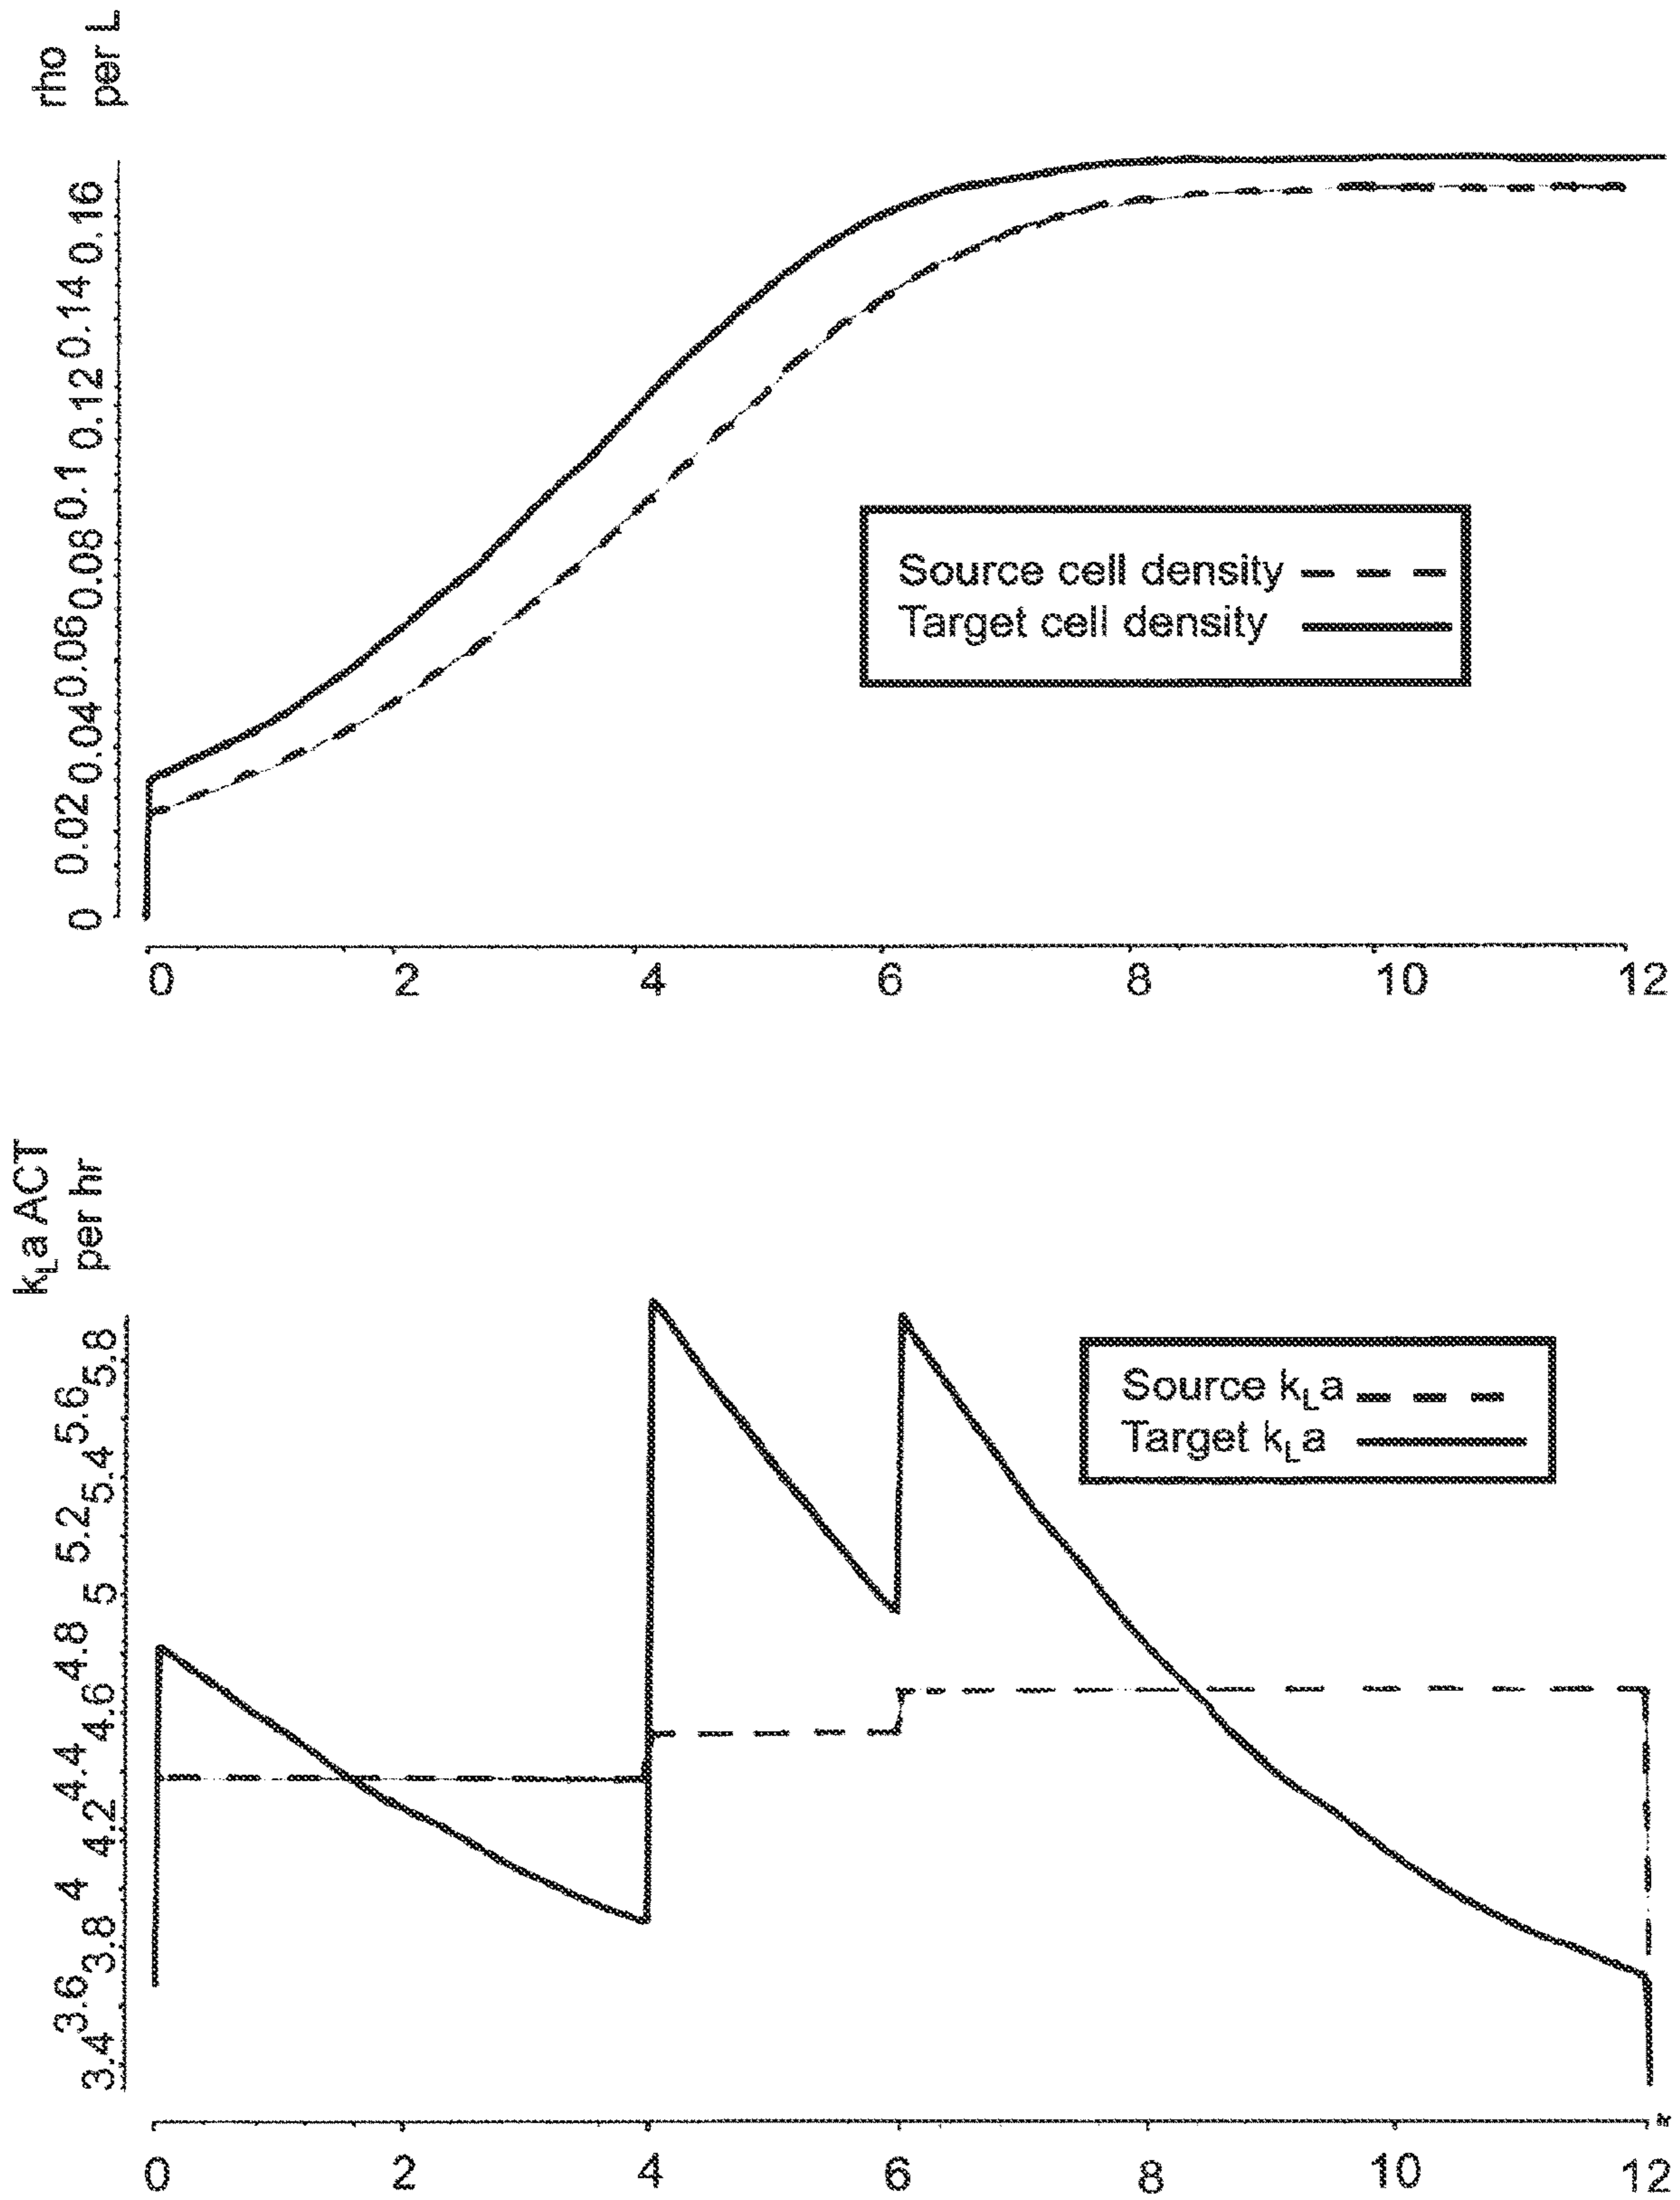 rho
per L
0 0.02 0.04 0.06 0.08 0.1 0.12 0.14 0.16
Source cell density
Target cell density
0 2 4 6 8 10 12
kLa ACT
per hr
3.4 3.6 3.8 4 4.2 4.4 4.6 4.8 5 5.2 5.4 5.6 5.8
Source kLa
Target kLa
0 2 4 6 8 10 12